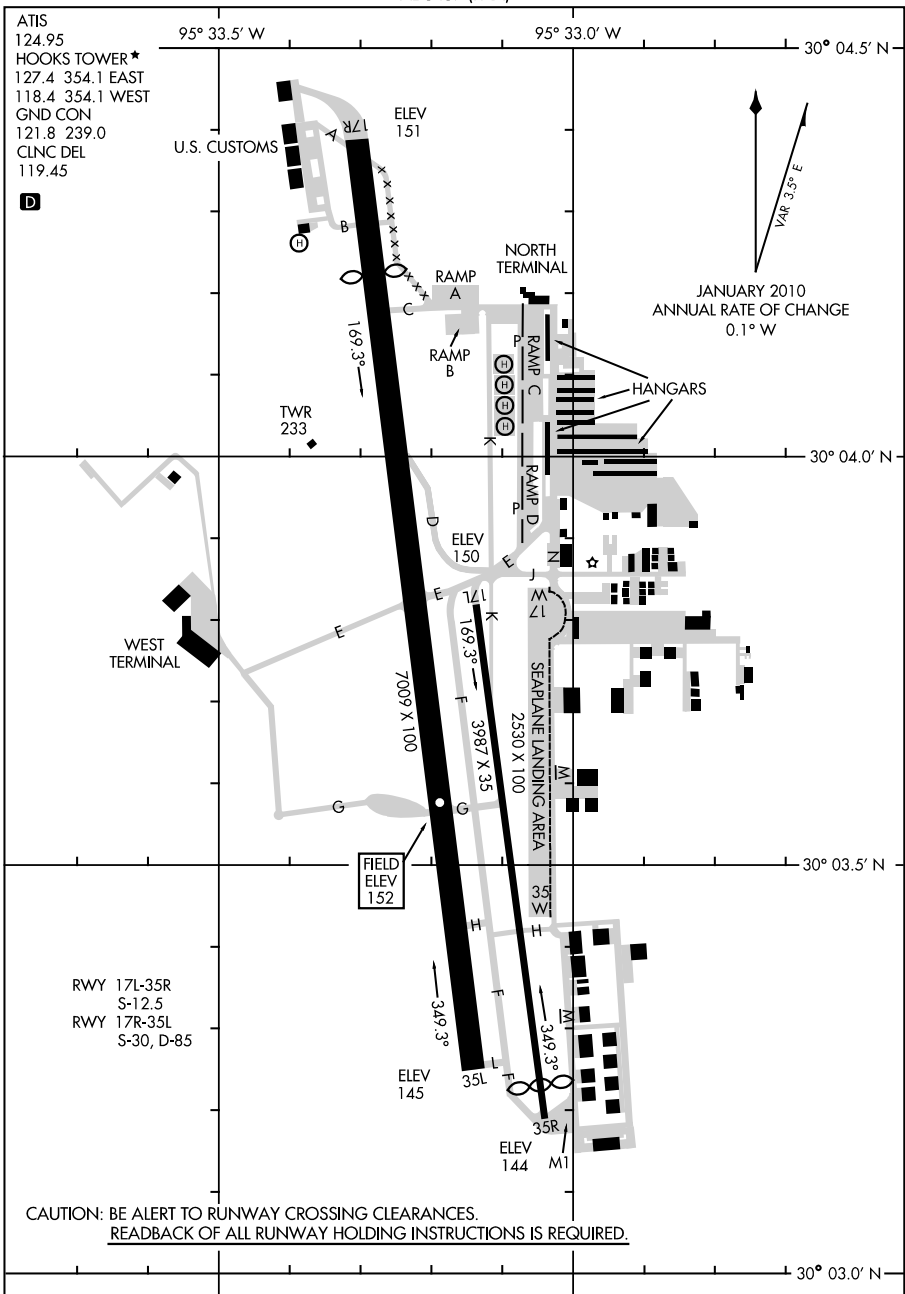 ATIS
124.95
HOOKS TOWER★
127.4 354.1 EAST
118.4 354.1 WEST
GND CON
121.8 239.0
CLNC DEL
119.45
D
95° 33.5' W
95° 33.0' W
30° 04.5' N
U.S. CUSTOMS
A
17R
ELEV
151
VAR 3.5° E
JANUARY 2010
ANNUAL RATE OF CHANGE
0.1° W
B
H
NORTH
TERMINAL
RAMP
A
C
RAMP
B
P
RAMP C
H
H
H
H
HANGARS
169.3°
TWR
233
K
30° 04.0' N
RAMP D
P
D
ELEV
150
E
N
J
E
17L
K
W
17
E
WEST
TERMINAL
169.3°
F
7009 X 100
3987 X 35
2530 X 100
SEAPLANE LANDING AREA
M
G
G
FIELD
ELEV
152
30° 03.5' N
35
W
H
H
RWY 17L-35R
S-12.5
RWY 17R-35L
S-30, D-85
F
349.3°
349.3°
M
L
F
35L
ELEV
145
35R
ELEV
144
M1
CAUTION: BE ALERT TO RUNWAY CROSSING CLEARANCES.
READBACK OF ALL RUNWAY HOLDING INSTRUCTIONS IS REQUIRED.
30° 03.0' N